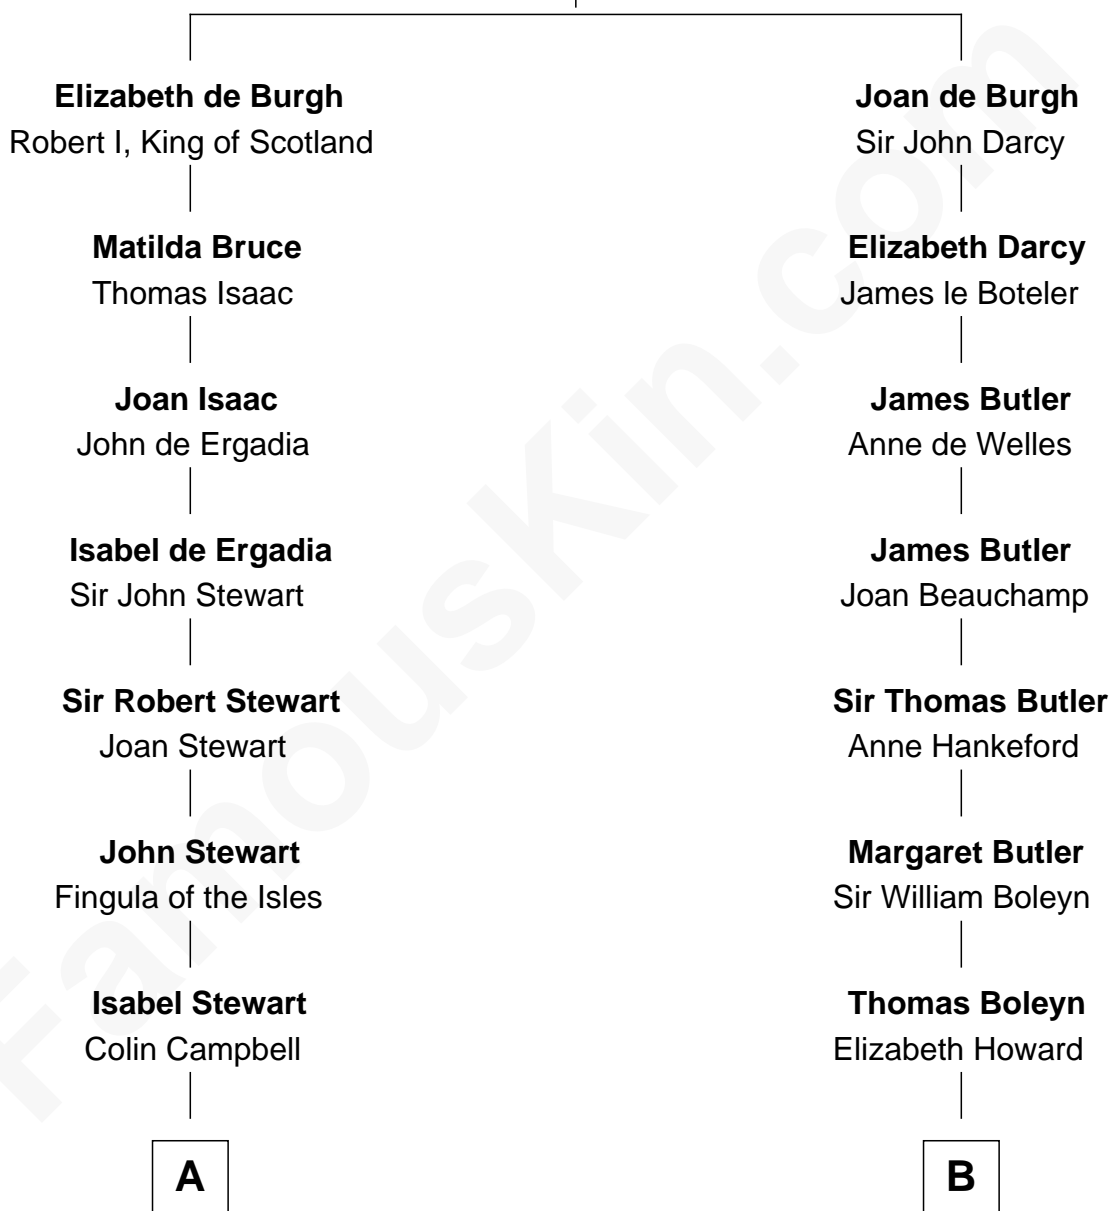 Elizabeth de Burgh
Robert I, King of Scotland
Matilda Bruce
Thomas Isaac
Joan Isaac
John de Ergadia
Isabel de Ergadia
Sir John Stewart
Sir Robert Stewart
Joan Stewart
John Stewart
Fingula of the Isles
Isabel Stewart
Colin Campbell
A
Joan de Burgh
Sir John Darcy
Elizabeth Darcy
James le Boteler
James Butler
Anne de Welles
James Butler
Joan Beauchamp
Sir Thomas Butler
Anne Hankeford
Margaret Butler
Sir William Boleyn
Thomas Boleyn
Elizabeth Howard
B
FamousKin.com